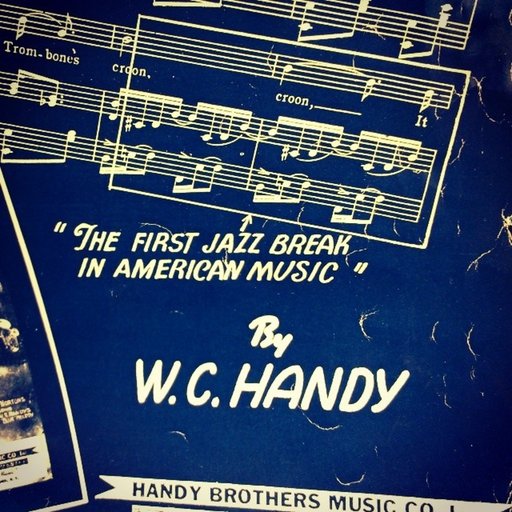 Trom-bones croon, croon, It
" THE FIRST JAZZ BREAK
IN AMERICAN MUSIC "
By
W.C. HANDY
HANDY BROTHERS MUSIC CO.